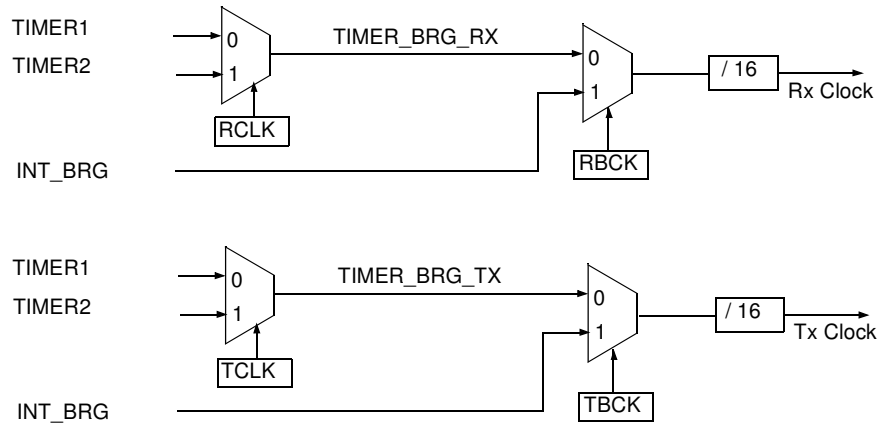 TIMER1
0
TIMER_BRG_RX
0
/ 16
TIMER2
1
1
Rx Clock
RCLK
RBCK
INT_BRG
TIMER1
0
TIMER_BRG_TX
0
/ 16
TIMER2
1
1
Tx Clock
TCLK
TBCK
INT_BRG